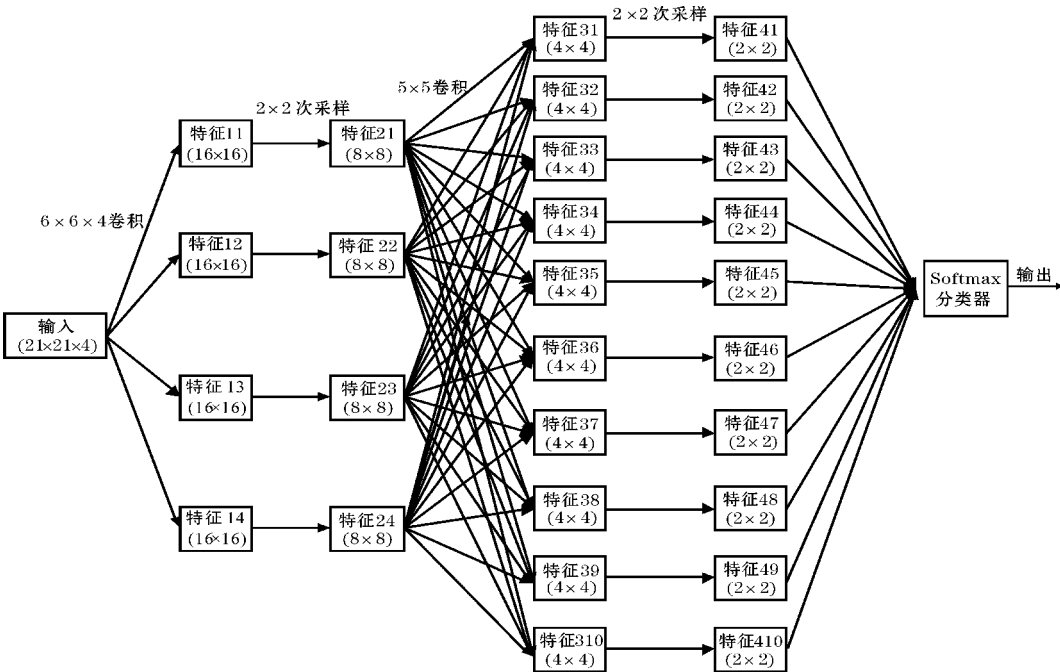 输入
(21×21×4)
6×6×4卷积
特征11
(16×16)
特征12
(16×16)
特征13
(16×16)
特征14
(16×16)
2×2次采样
特征21
(8×8)
特征22
(8×8)
特征23
(8×8)
特征24
(8×8)
5×5卷积
特征31
(4×4)
特征32
(4×4)
特征33
(4×4)
特征34
(4×4)
特征35
(4×4)
特征36
(4×4)
特征37
(4×4)
特征38
(4×4)
特征39
(4×4)
特征310
(4×4)
2×2次采样
特征41
(2×2)
特征42
(2×2)
特征43
(2×2)
特征44
(2×2)
特征45
(2×2)
特征46
(2×2)
特征47
(2×2)
特征48
(2×2)
特征49
(2×2)
特征410
(2×2)
Softmax
分类器
输出